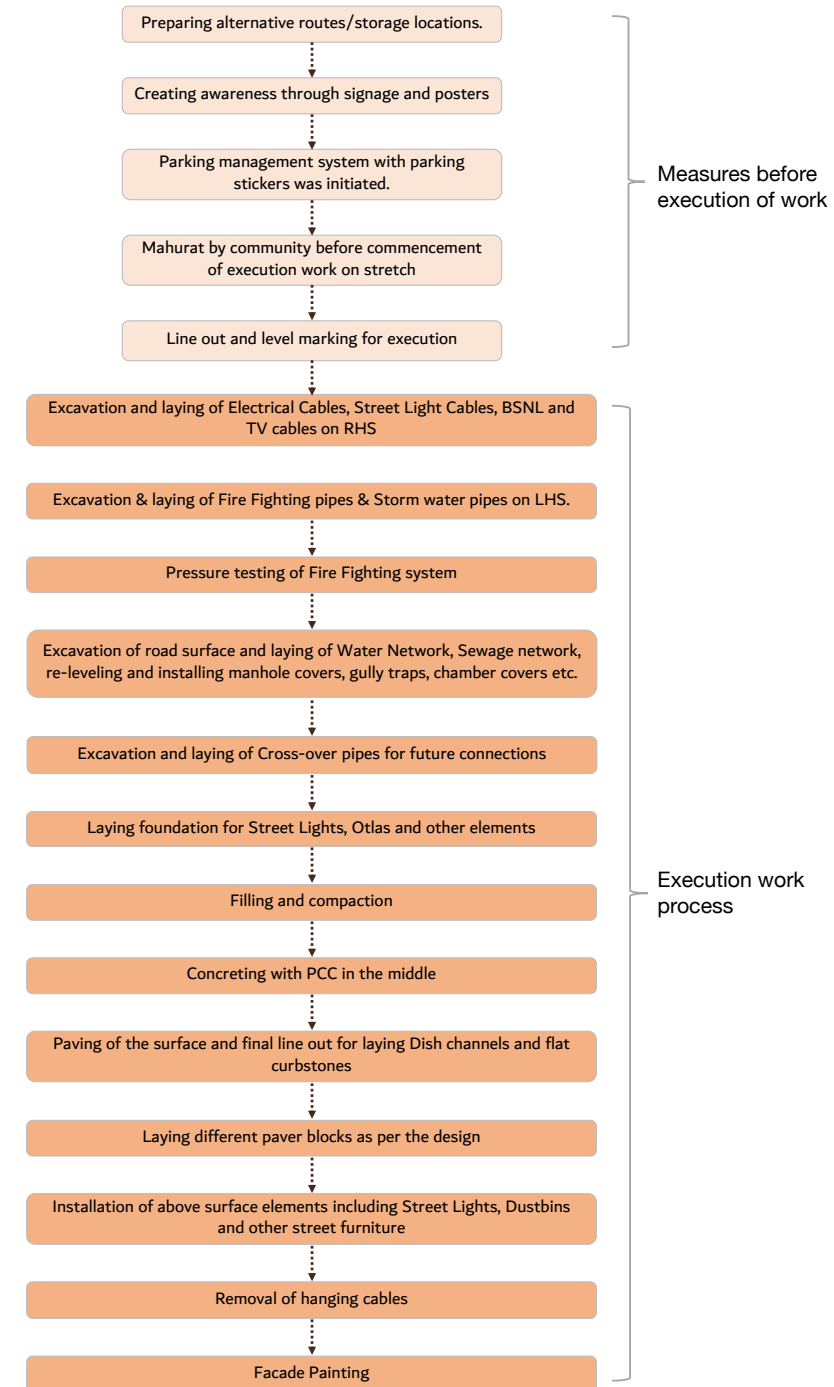 Preparing alternative routes/storage locations.
Creating awareness through signage and posters
Parking management system with parking
stickers was initiated.
Measures before
execution of work
Mahurat by community before commencement
of execution work on stretch
Line out and level marking for execution
Excavation and laying of Electrical Cables, Street Light Cables, BSNL and
TV cables on RHS
Excavation & laying of Fire Fighting pipes & Storm water pipes on LHS.
Pressure testing of Fire Fighting system
Excavation of road surface and laying of Water Network, Sewage network,
re-leveling and installing manhole covers, gully traps, chamber covers etc.
Excavation and laying of Cross-over pipes for future connections
Laying foundation for Street Lights, Otlas and other elements
Filling and compaction
Execution work
process
Concreting with PCC in the middle
Paving of the surface and final line out for laying Dish channels and flat
curbstones
Laying different paver blocks as per the design
Installation of above surface elements including Street Lights, Dustbins
and other street furniture
Removal of hanging cables
Facade Painting